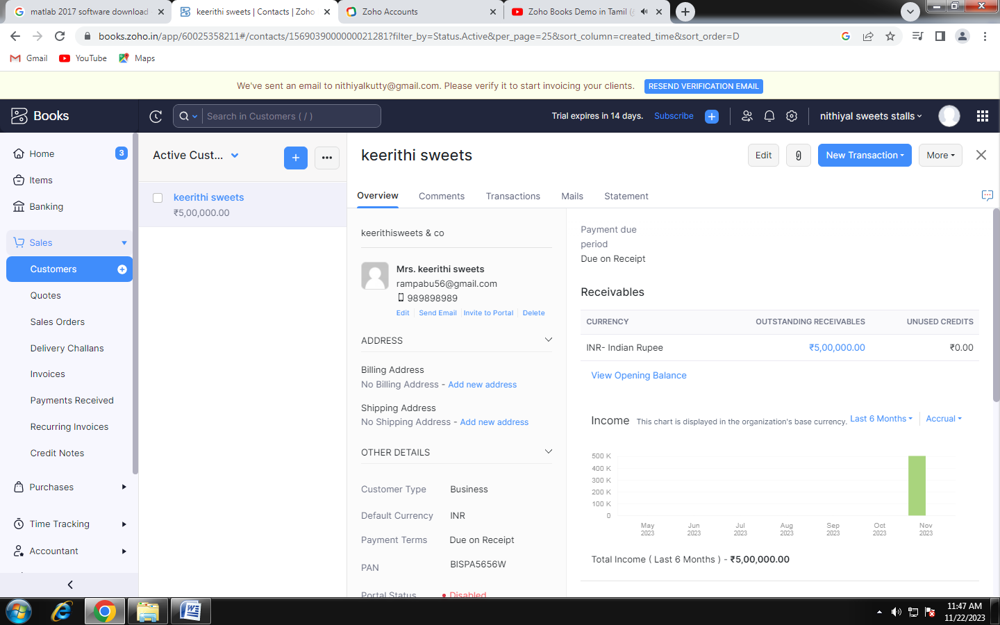 matlab 2017 software download
keerithi sweets | Contacts | Zoho
Zoho Accounts
Zoho Books Demo in Tamil (
books.zoho.in/app/60025358211#/contacts/1569039000000021281?filter_by=Status.Active&per_page=25&sort_column=created_time&sort_order=D
Gmail
YouTube
Maps
We've sent an email to nithiyalkutty@gmail.com. Please verify it to start invoicing your clients.
RESEND VERIFICATION EMAIL
Books
Search in Customers ( / )
Trial expires in 14 days.
Subscribe
nithiyal sweets stalls
Home
3
Items
Banking
Sales
Customers
Quotes
Sales Orders
Delivery Challans
Invoices
Payments Received
Recurring Invoices
Credit Notes
Purchases
Time Tracking
Accountant
Active Cust...
keerithi sweets
₹5,00,000.00
keerithi sweets
Edit
New Transaction
More
Overview
Comments
Transactions
Mails
Statement
keerithisweets & co
Mrs. keerithi sweets
rampabu56@gmail.com
989898989
Edit
Send Email
Invite to Portal
Delete
ADDRESS
Billing Address
No Billing Address - Add new address
Shipping Address
No Shipping Address - Add new address
OTHER DETAILS
Customer Type Business
Default Currency INR
Payment Terms Due on Receipt
PAN BISPA5656W
Portal Status Disabled
Payment due
period
Due on Receipt
Receivables
CURRENCY OUTSTANDING RECEIVABLES UNUSED CREDITS
INR- Indian Rupee ₹5,00,000.00 ₹0.00
View Opening Balance
Income This chart is displayed in the organization's base currency. Last 6 Months Accrual
500 K
400 K
300 K
200 K
100 K
0
May Jun Jul Aug Sep Oct Nov
2023 2023 2023 2023 2023 2023 2023
Total Income ( Last 6 Months ) - ₹5,00,000.00
11:47 AM
11/22/2023